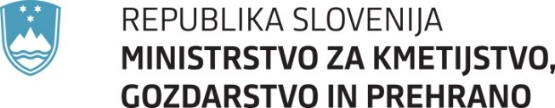 REPUBLIKA SLOVENIJA
MINISTRSTVO ZA KMETIJSTVO,
GOZDARSTVO IN PREHRANO